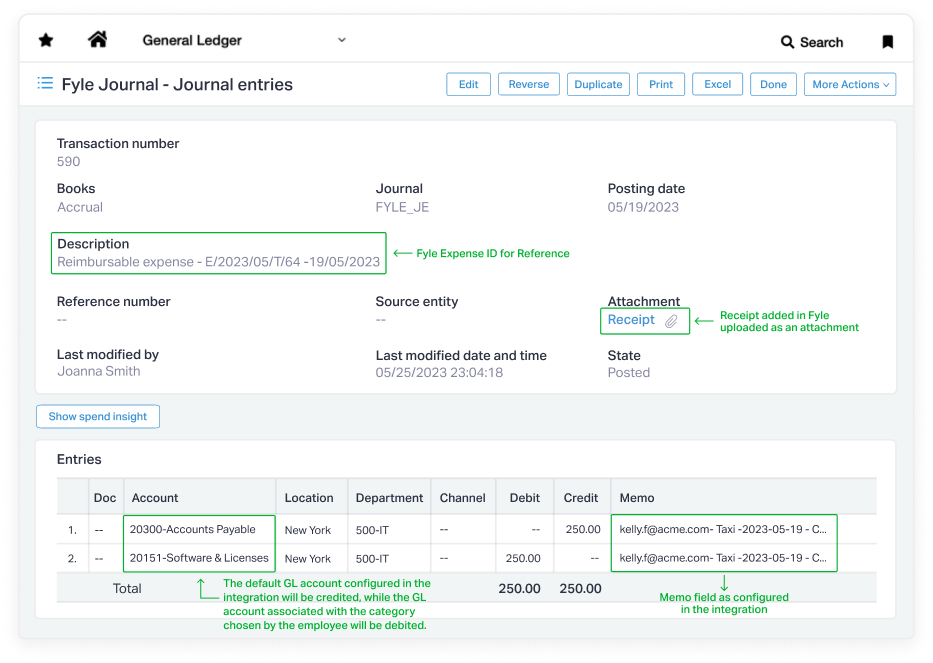 General Ledger
Search
Fyle Journal - Journal entries
Edit
Reverse
Duplicate
Print
Excel
Done
More Actions
Transaction number
590
Books
Journal
Posting date
Accrual
FYLE_JE
05/19/2023
Description
Reimbursable expense - E/2023/05/T/64 -19/05/2023
Fyle Expense ID for Reference
Reference number
Source entity
Attachment
--
--
Receipt
Receipt added in Fyle
uploaded as an attachment
Last modified by
Last modified date and time
State
Joanna Smith
05/25/2023 23:04:18
Posted
Show spend insight
Entries
Doc Account Location Department Channel Debit Credit Memo
1. -- 20300-Accounts Payable New York 500-IT -- -- 250.00 kelly.f@acme.com- Taxi -2023-05-19 - C...
2. -- 20151-Software & Licenses New York 500-IT -- 250.00 -- kelly.f@acme.com- Taxi -2023-05-19 - C...
Total 250.00 250.00
The default GL account configured in the
integration will be credited, while the GL
account associated with the category
chosen by the employee will be debited.
Memo field as configured
in the integration